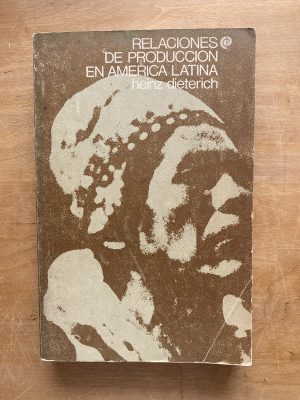 RELACIONES
DE PRODUCCION
EN AMERICA LATINA
heinz dieterich